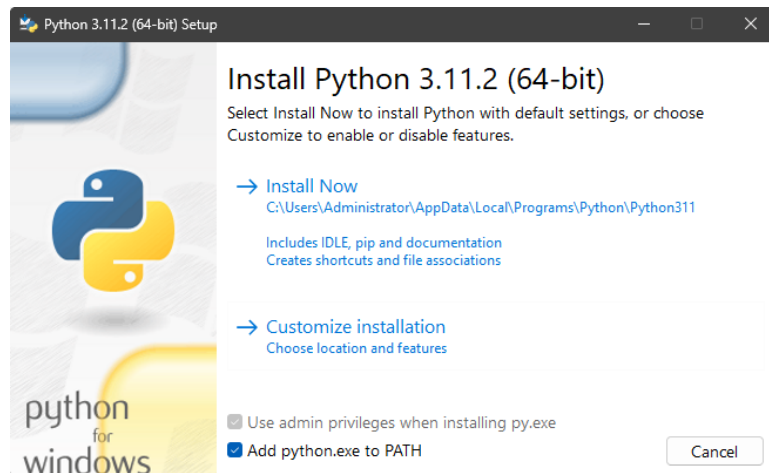 Python 3.11.2 (64-bit) Setup
Install Python 3.11.2 (64-bit)
Select Install Now to install Python with default settings, or choose
Customize to enable or disable features.
Install Now
C:\Users\Administrator\AppData\Local\Programs\Python\Python311
Includes IDLE, pip and documentation
Creates shortcuts and file associations
Customize installation
Choose location and features
python
for
windows
Use admin privileges when installing py.exe
Add python.exe to PATH
Cancel